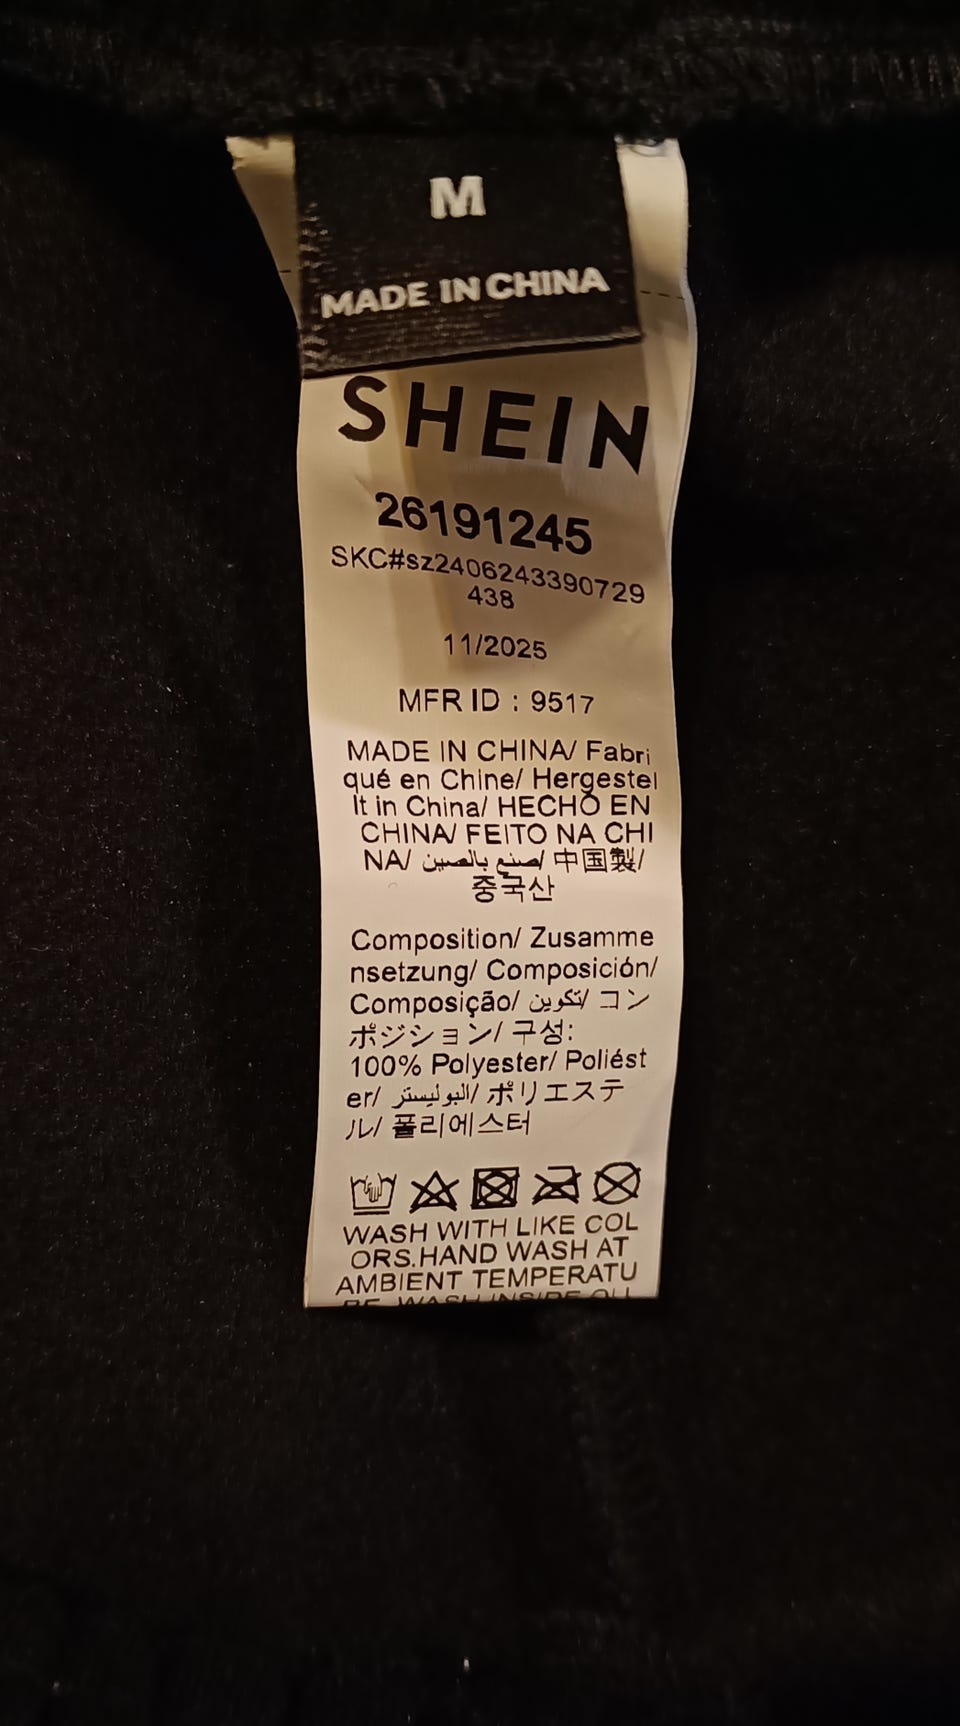 M
MADE IN CHINA
SHEIN
26191245
SKC#sz2406243390729
438
11/2025
MFR ID : 9517
MADE IN CHINA/ Fabri
qué en Chine/ Hergestel
lt in China/ HECHO EN
CHINA/ FEITO NA CHI
NA/ صنع بالصين/ 中国製/
중국산
Composition/ Zusamme
nsetzung/ Composición/
Composição/ تكوين/ コン
ポジション/ 구성:
100% Polyester/ Poliést
er/ البوليستر/ ポリエステ
ル/ 폴리에스터
WASH WITH LIKE COL
ORS.HAND WASH AT
AMBIENT TEMPERATU
RE. WASH INSIDE OU